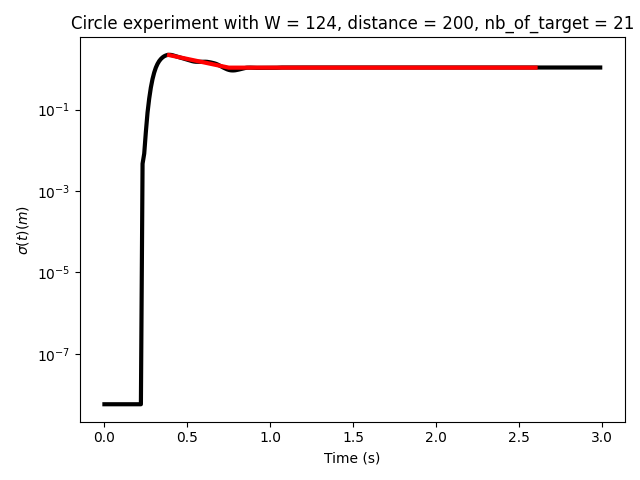 Circle experiment with W = 124, distance = 200, nb_of_target = 21
σ(t)(m)
10⁻¹
10⁻³
10⁻⁵
10⁻⁷
0.0 0.5 1.0 1.5 2.0 2.5 3.0
Time (s)